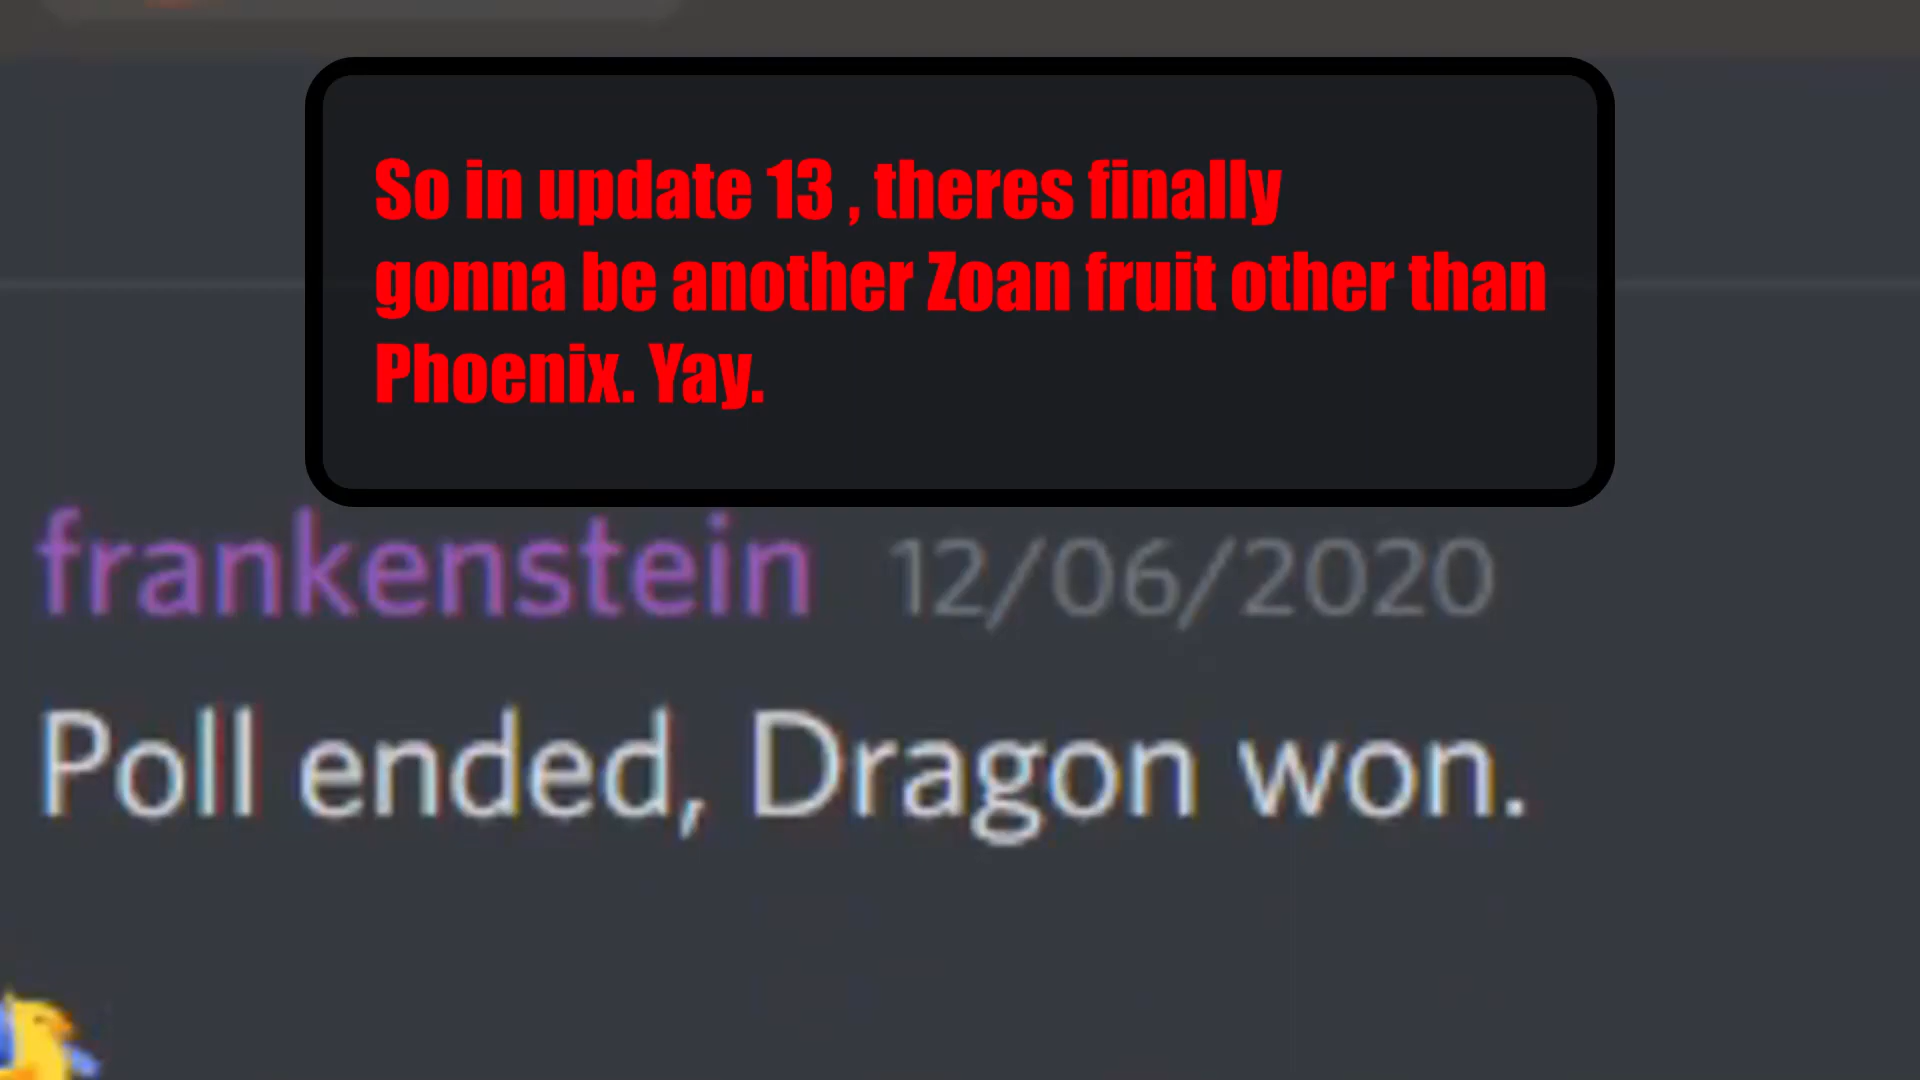 So in update 13 , theres finally
gonna be another Zoan fruit other than
Phoenix. Yay.
frankenstein 12/06/2020
Poll ended, Dragon won.